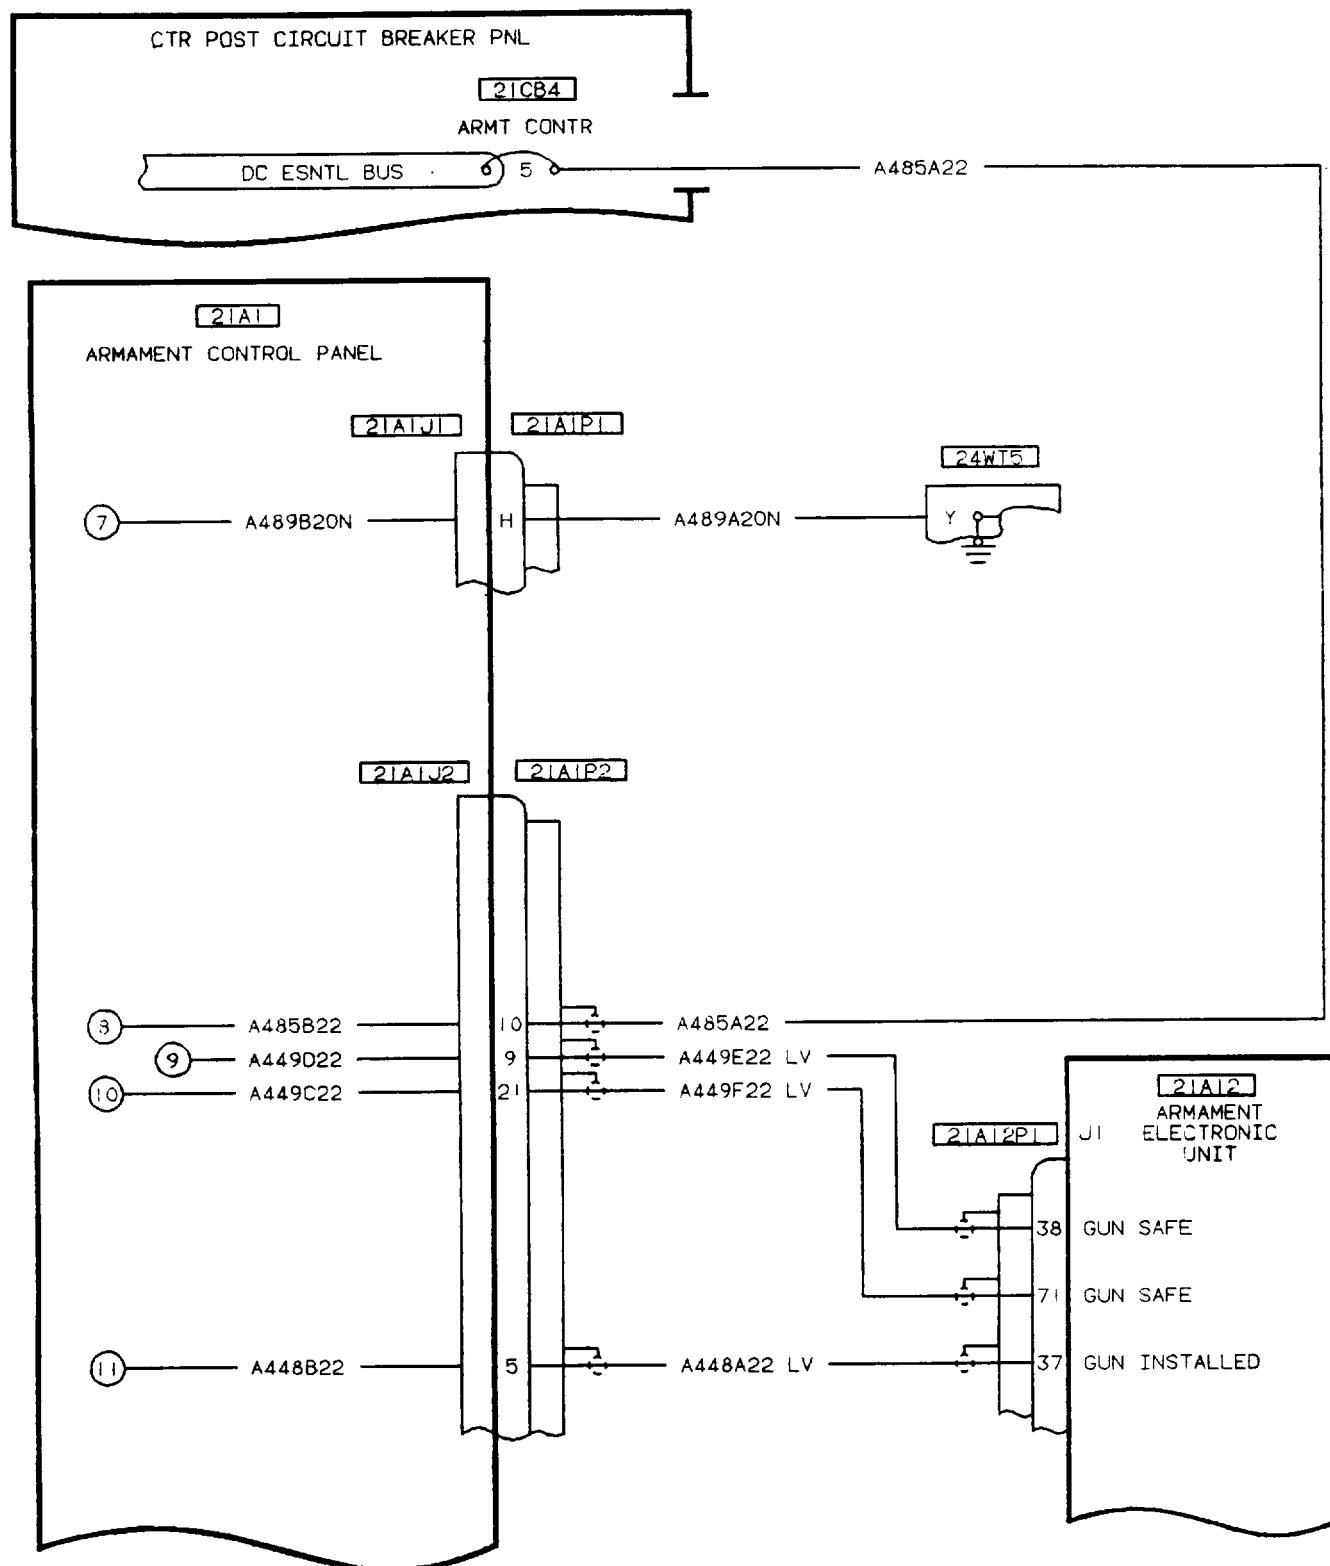 CTR POST CIRCUIT BREAKER PNL
21CB4
ARMT CONTR
DC ESNTL BUS
5
A485A22
21A1
ARMAMENT CONTROL PANEL
21A1J1
21A1P1
24WT5
7
A489B20N
H
A489A20N
Y
21A1J2
21A1P2
8
A485B22
10
A485A22
9
A449D22
9
A449E22 LV
10
A449C22
21
A449F22 LV
21A12
ARMAMENT
ELECTRONIC
UNIT
21A12P1
J1
38
GUN SAFE
71
GUN SAFE
11
A448B22
5
A448A22 LV
37
GUN INSTALLED